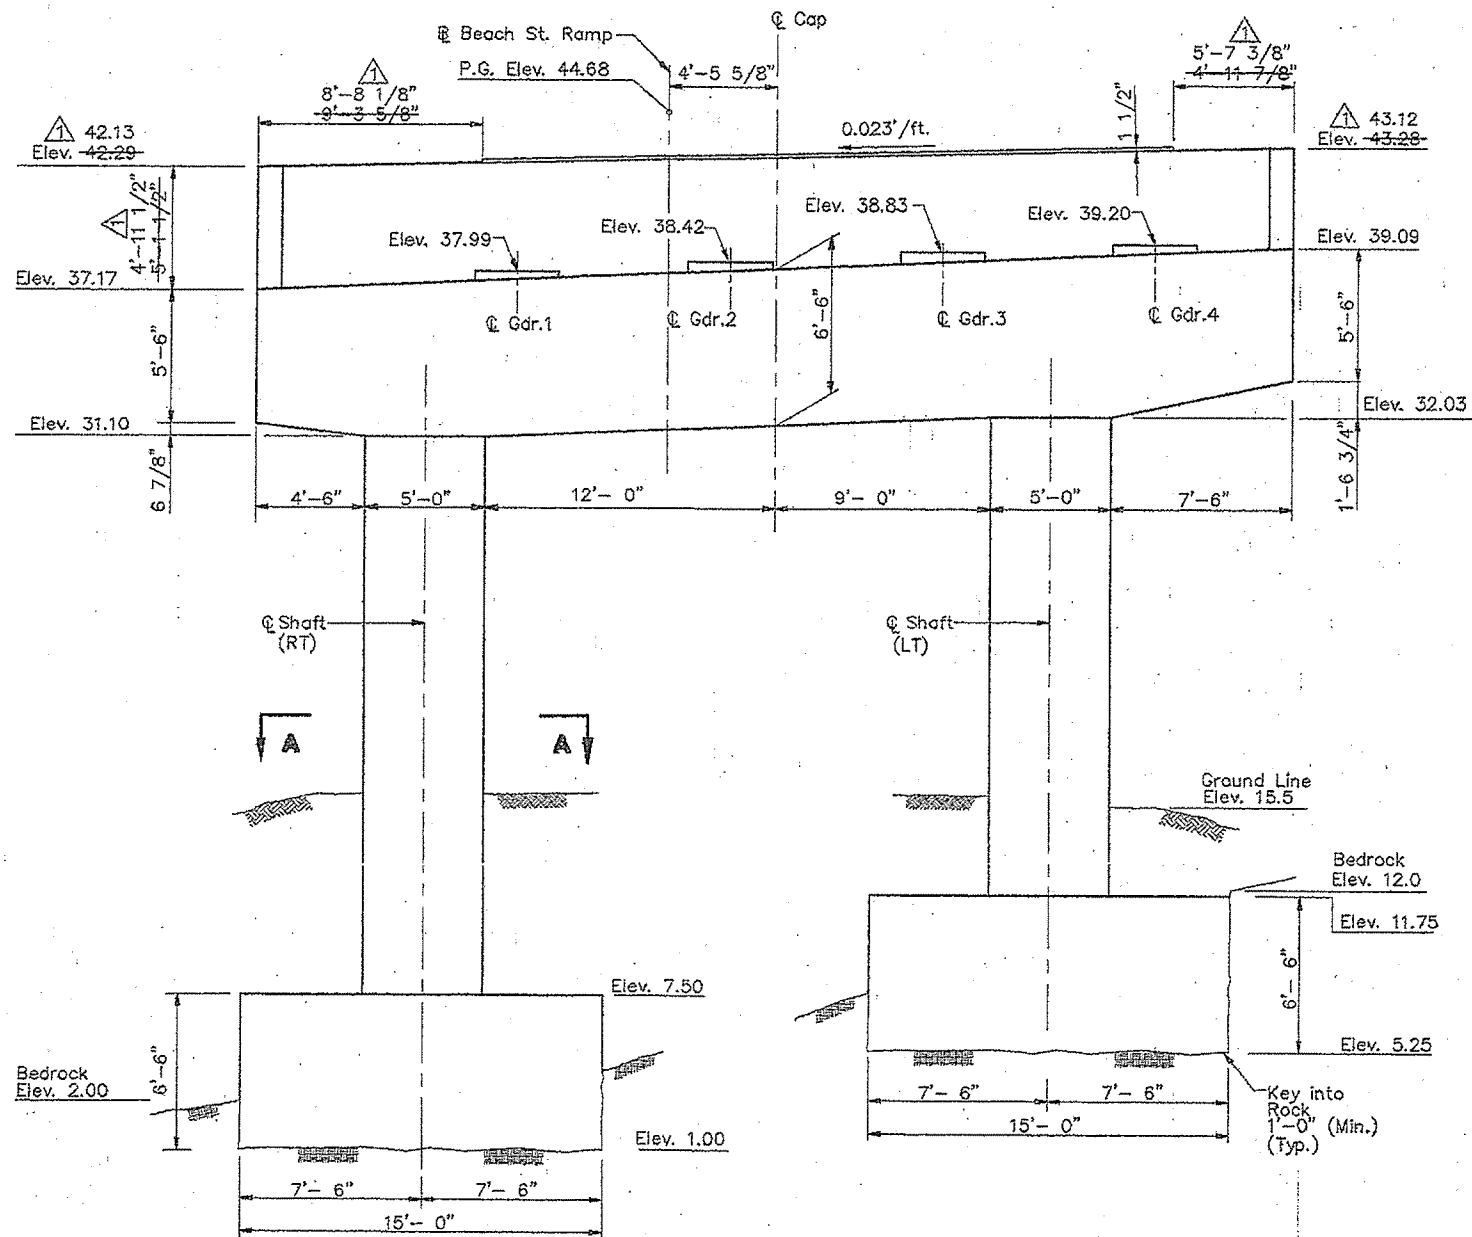 ℄ Cap
℞ Beach St. Ramp
P.G. Elev. 44.68
4'-5 5/8"
1
5'-7 3/8"
4'-11 7/8"
1
8'-8 1/8"
9'-3 5/8"
1 1/2"
1 42.13
Elev. 42.29
0.023'/ft.
1 43.12
Elev. 43.28
1
4'-11 1/2"
5'-1 1/2"
Elev. 37.99
Elev. 38.42
Elev. 38.83
Elev. 39.20
Elev. 39.09
Elev. 37.17
℄ Gdr.1
℄ Gdr.2
6'-6"
℄ Gdr.3
℄ Gdr.4
5'-6"
5'-6"
Elev. 31.10
Elev. 32.03
6 7/8"
4'-6"
5'-0"
12'- 0"
9'- 0"
5'-0"
7'-6"
1'-6 3/4"
℄ Shaft
(RT)
℄ Shaft
(LT)
A
A
Ground Line
Elev. 15.5
Bedrock
Elev. 12.0
Elev. 11.75
6'- 6"
Elev. 7.50
Elev. 5.25
6'-6"
Bedrock
Elev. 2.00
7'- 6"
7'- 6"
15'- 0"
Key into
Rock
1'-0" (Min.)
(Typ.)
Elev. 1.00
7'- 6"
7'- 6"
15'- 0"